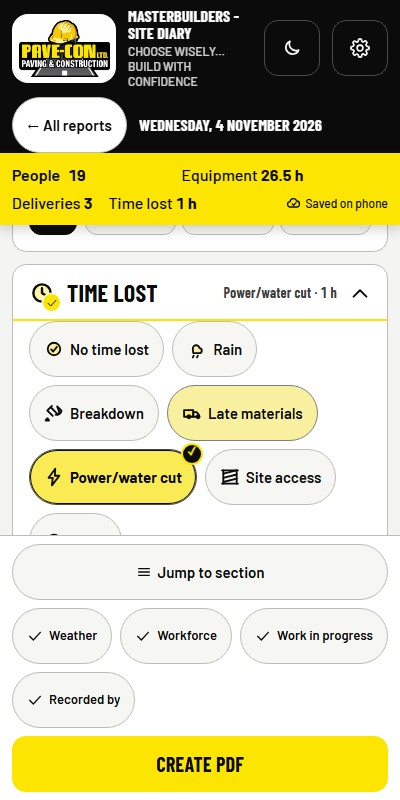 PAVE-CON LTD.
PAVING & CONSTRUCTION
MASTERBUILDERS -
SITE DIARY
CHOOSE WISELY...
BUILD WITH
CONFIDENCE
← All reports
WEDNESDAY, 4 NOVEMBER 2026
People 19
Equipment 26.5 h
Deliveries 3
Time lost 1 h
Saved on phone
TIME LOST
Power/water cut · 1 h
No time lost
Rain
Breakdown
Late materials
Power/water cut
Site access
Jump to section
Weather
Workforce
Work in progress
Recorded by
CREATE PDF